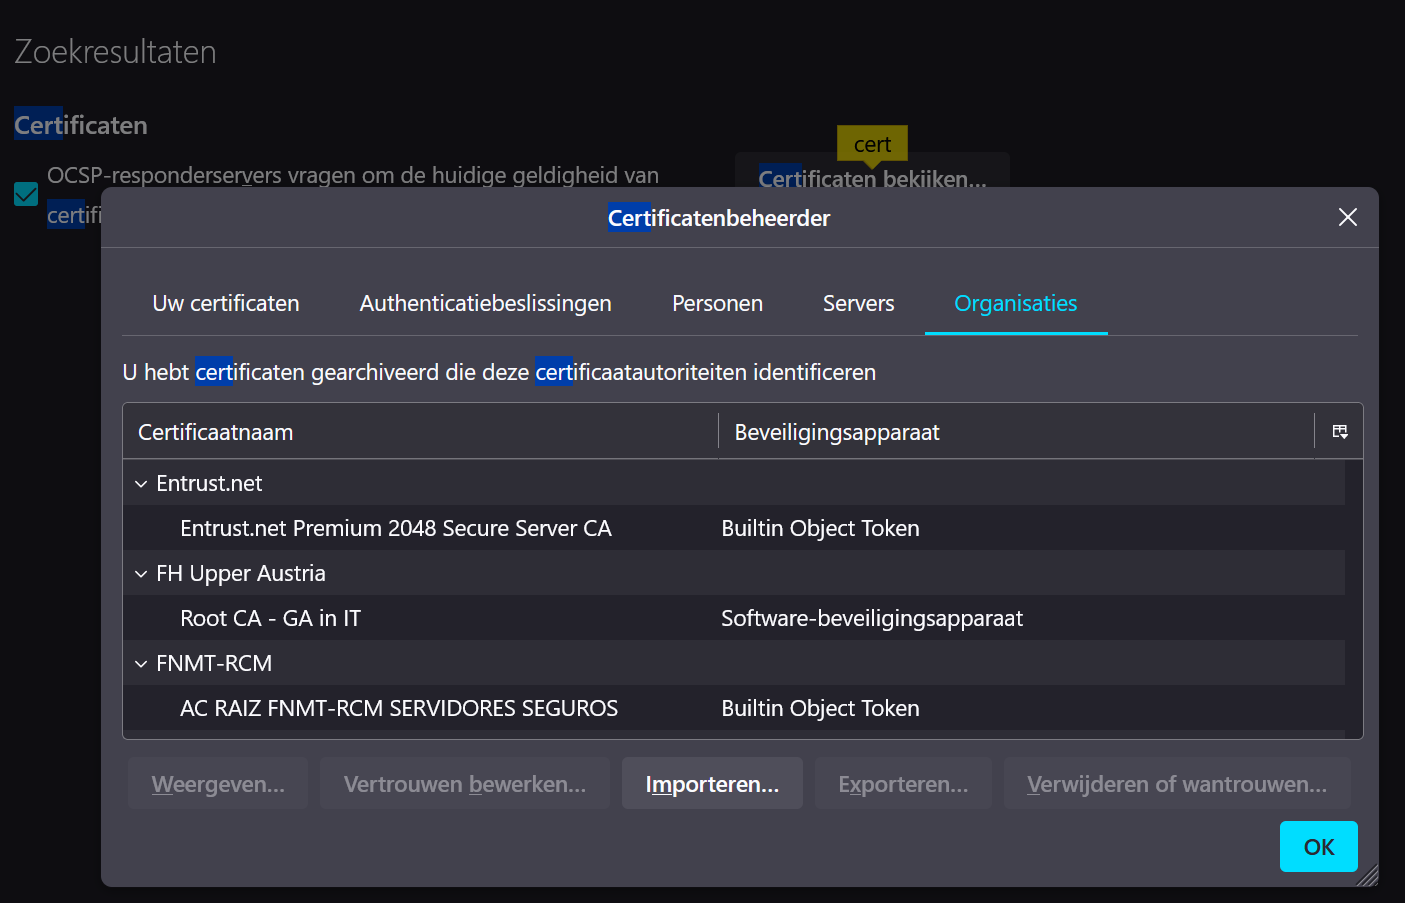 Zoekresultaten
Certificaten
cert
OCSP-responderservers vragen om de huidige geldigheid van
Certificaten bekijken...
certifi
Certificatenbeheerder
Uw certificaten Authenticatiebeslissingen Personen Servers Organisaties
U hebt certificaten gearchiveerd die deze certificaatautoriteiten identificeren
Certificaatnaam Beveiligingsapparaat
Entrust.net
Entrust.net Premium 2048 Secure Server CA Builtin Object Token
FH Upper Austria
Root CA - GA in IT Software-beveiligingsapparaat
FNMT-RCM
AC RAIZ FNMT-RCM SERVIDORES SEGUROS Builtin Object Token
Weergeven... Vertrouwen bewerken... Importeren... Exporteren... Verwijderen of wantrouwen...
OK